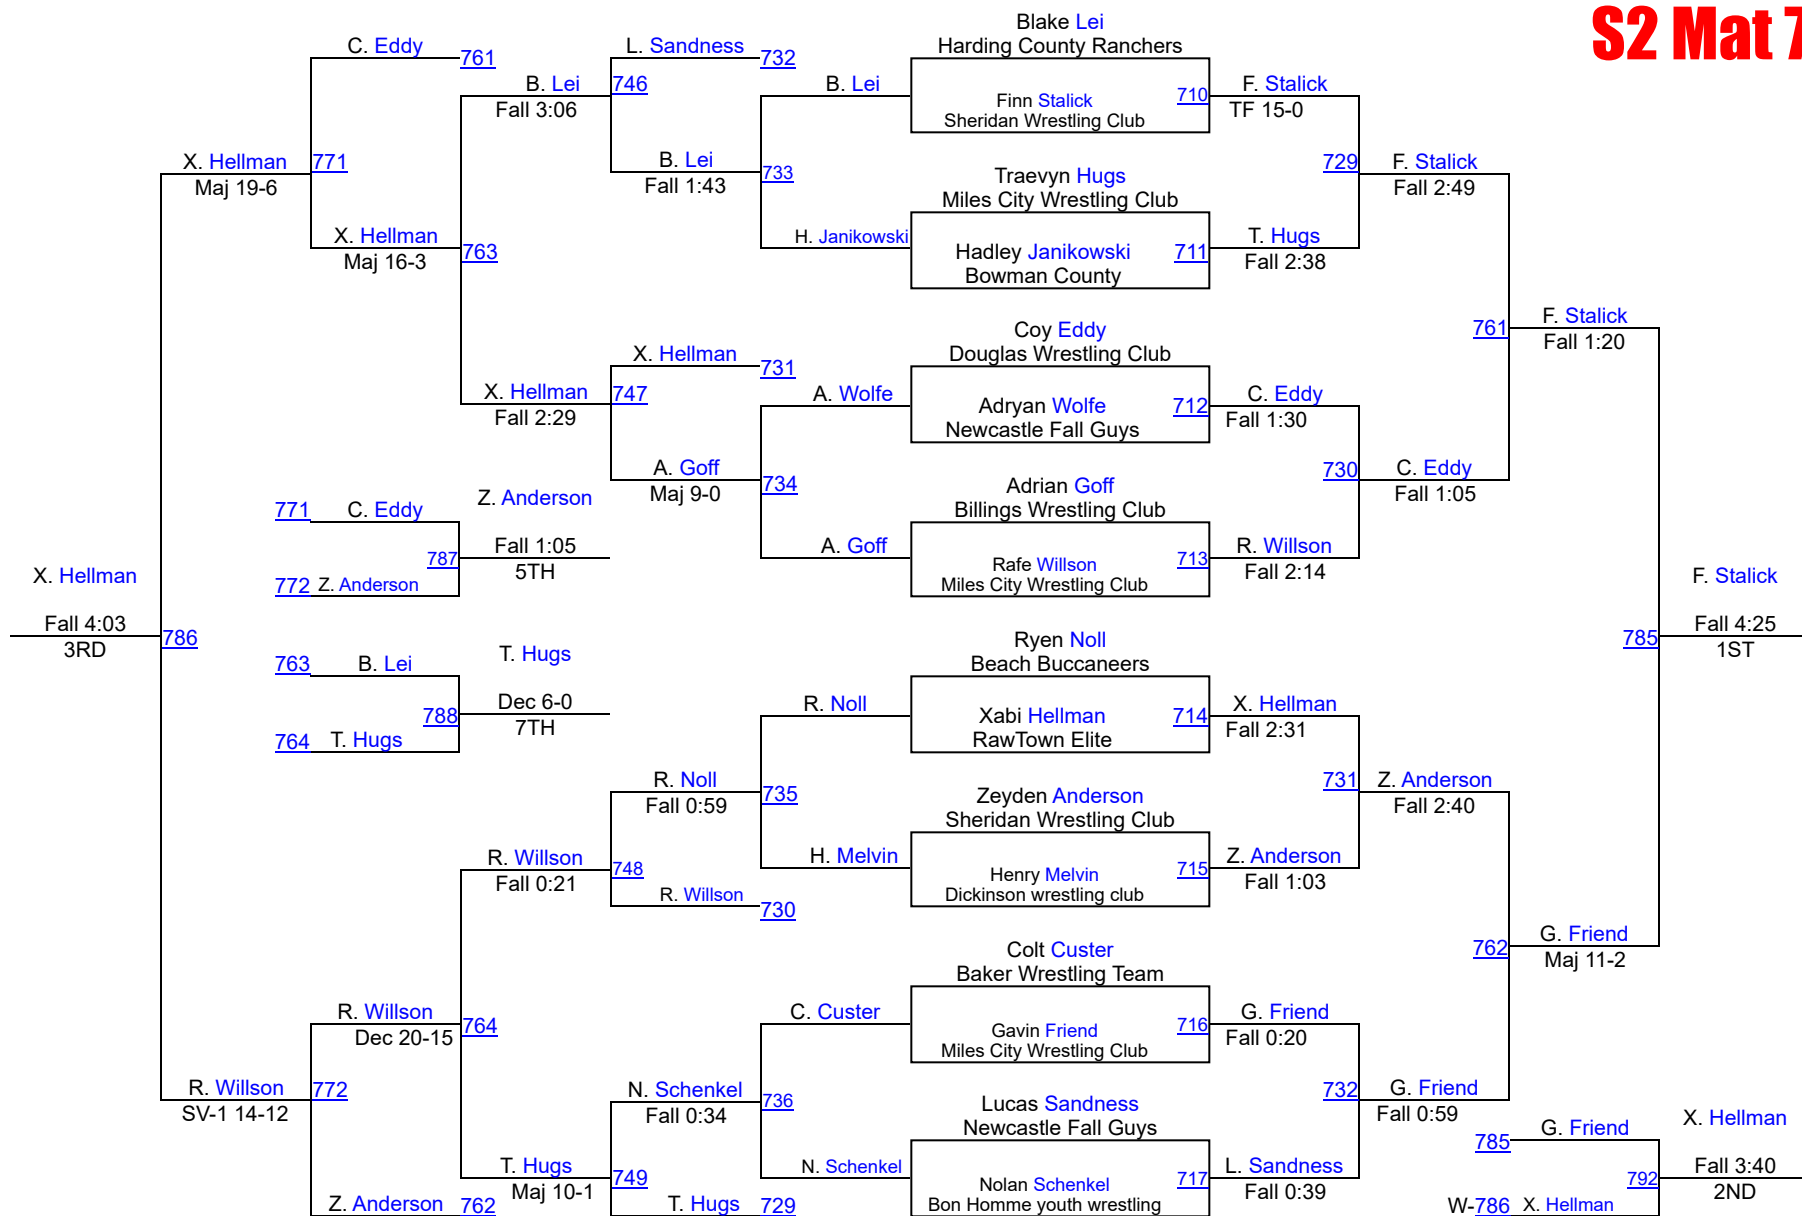 S2 Mat 7
Blake Lei
Harding County Ranchers
Finn Stalick
Sheridan Wrestling Club
710
Traevyn Hugs
Miles City Wrestling Club
Hadley Janikowski
Bowman County
711
Coy Eddy
Douglas Wrestling Club
Adryan Wolfe
Newcastle Fall Guys
712
Adrian Goff
Billings Wrestling Club
Rafe Willson
Miles City Wrestling Club
713
Ryen Noll
Beach Buccaneers
Xabi Hellman
RawTown Elite
714
Zeyden Anderson
Sheridan Wrestling Club
Henry Melvin
Dickinson wrestling club
715
Colt Custer
Baker Wrestling Team
Gavin Friend
Miles City Wrestling Club
716
Lucas Sandness
Newcastle Fall Guys
Nolan Schenkel
Bon Homme youth wrestling
717
F. Stalick
TF 15-0
T. Hugs
Fall 2:38
C. Eddy
Fall 1:30
R. Willson
Fall 2:14
X. Hellman
Fall 2:31
Z. Anderson
Fall 1:03
G. Friend
Fall 0:20
L. Sandness
Fall 0:39
729
F. Stalick
Fall 2:49
730
C. Eddy
Fall 1:05
731
Z. Anderson
Fall 2:40
732
G. Friend
Fall 0:59
761
F. Stalick
Fall 1:20
762
G. Friend
Maj 11-2
785
F. Stalick
Fall 4:25
1ST
785
G. Friend
W-786
X. Hellman
792
X. Hellman
Fall 3:40
2ND
B. Lei
H. Janikowski
A. Wolfe
A. Goff
R. Noll
H. Melvin
C. Custer
N. Schenkel
L. Sandness
732
733
B. Lei
Fall 1:43
X. Hellman
731
734
A. Goff
Maj 9-0
735
R. Noll
Fall 0:59
R. Willson
730
736
N. Schenkel
Fall 0:34
T. Hugs
729
746
B. Lei
Fall 3:06
747
X. Hellman
Fall 2:29
748
R. Willson
Fall 0:21
749
T. Hugs
Maj 10-1
C. Eddy
761
763
X. Hellman
Maj 16-3
764
R. Willson
Dec 20-15
Z. Anderson
762
771
X. Hellman
Maj 19-6
772
R. Willson
SV-1 14-12
786
X. Hellman
Fall 4:03
3RD
771
C. Eddy
772
Z. Anderson
787
Z. Anderson
Fall 1:05
5TH
763
B. Lei
764
T. Hugs
788
T. Hugs
Dec 6-0
7TH